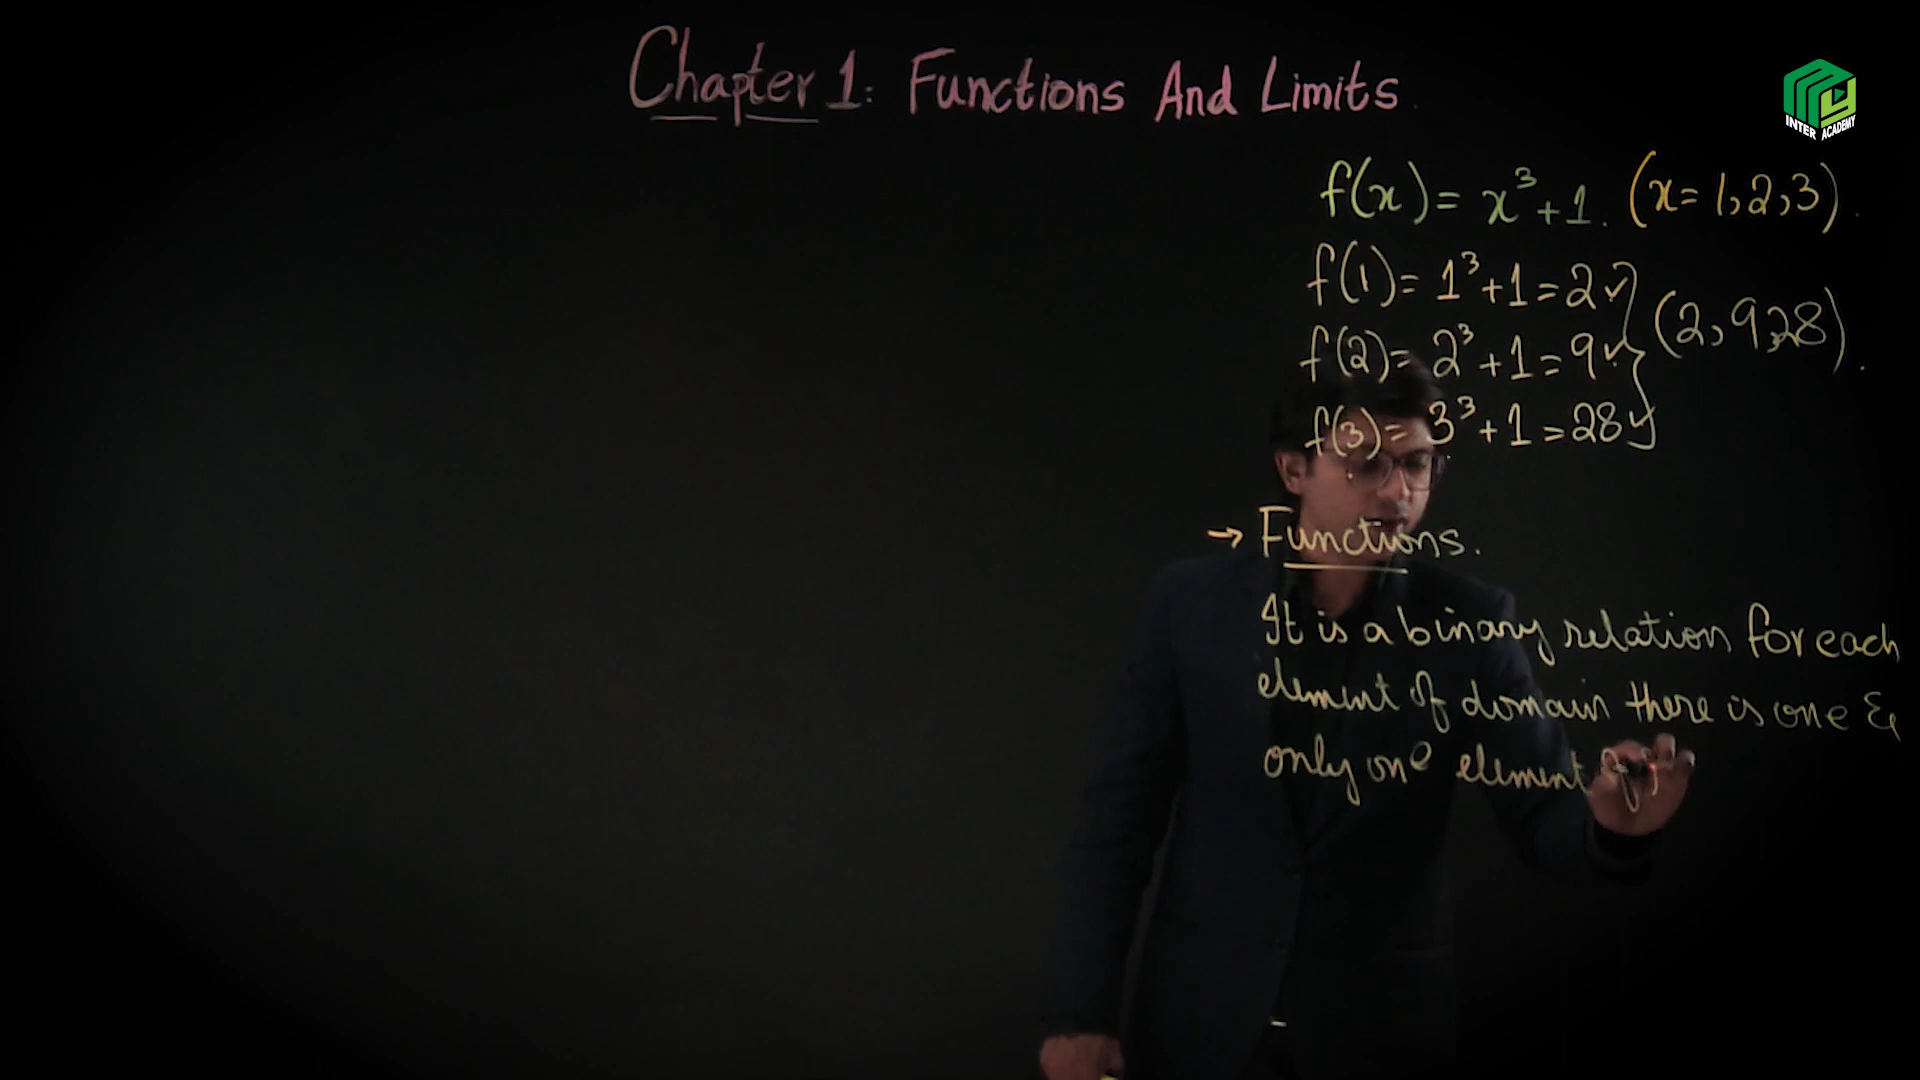 Chapter 1: Functions And Limits.
INTER ACADEMY
f(x) = x³ + 1. (x = 1, 2, 3).
f(1) = 1³ + 1 = 2 ✓
f(2) = 2³ + 1 = 9 ✓
(2, 9, 28).
f(3) = 3³ + 1 = 28 ✓
→ Functions.
It is a binary relation for each
element of domain there is one &
only one element of